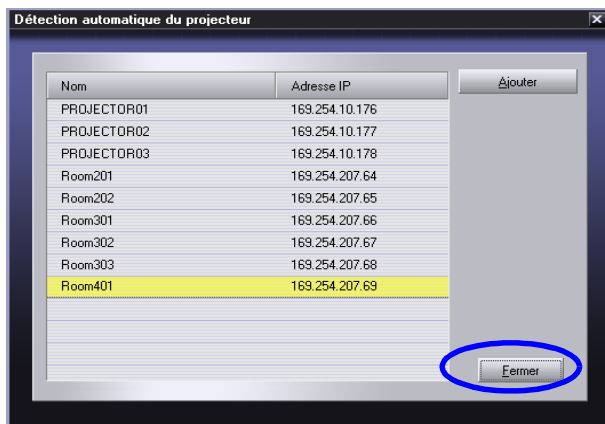 Détection automatique du projecteur
Nom Adresse IP Ajouter
PROJECTOR01 169.254.10.176
PROJECTOR02 169.254.10.177
PROJECTOR03 169.254.10.178
Room201 169.254.207.64
Room202 169.254.207.65
Room301 169.254.207.66
Room302 169.254.207.67
Room303 169.254.207.68
Room401 169.254.207.69
Fermer